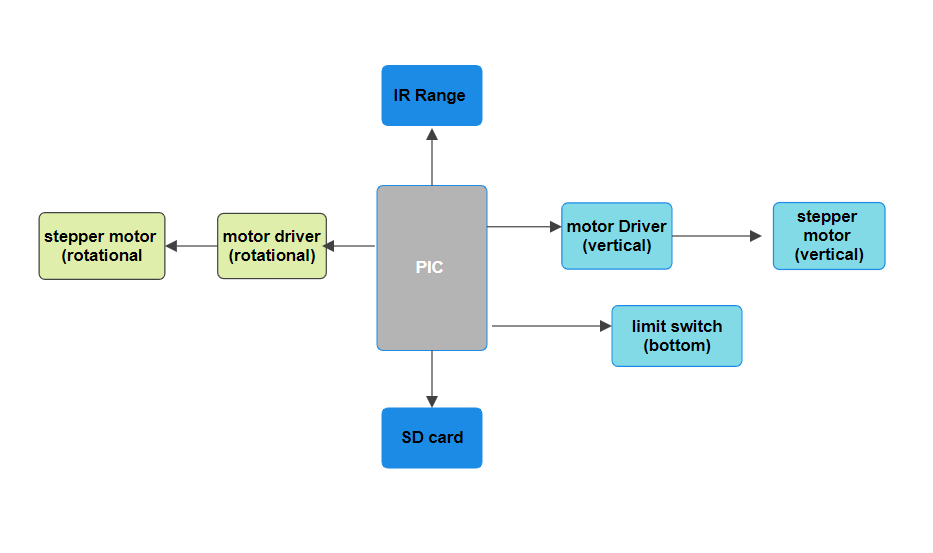 IR Range
stepper motor
(rotational
motor driver
(rotational)
PIC
motor Driver
(vertical)
stepper
motor
(vertical)
limit switch
(bottom)
SD card